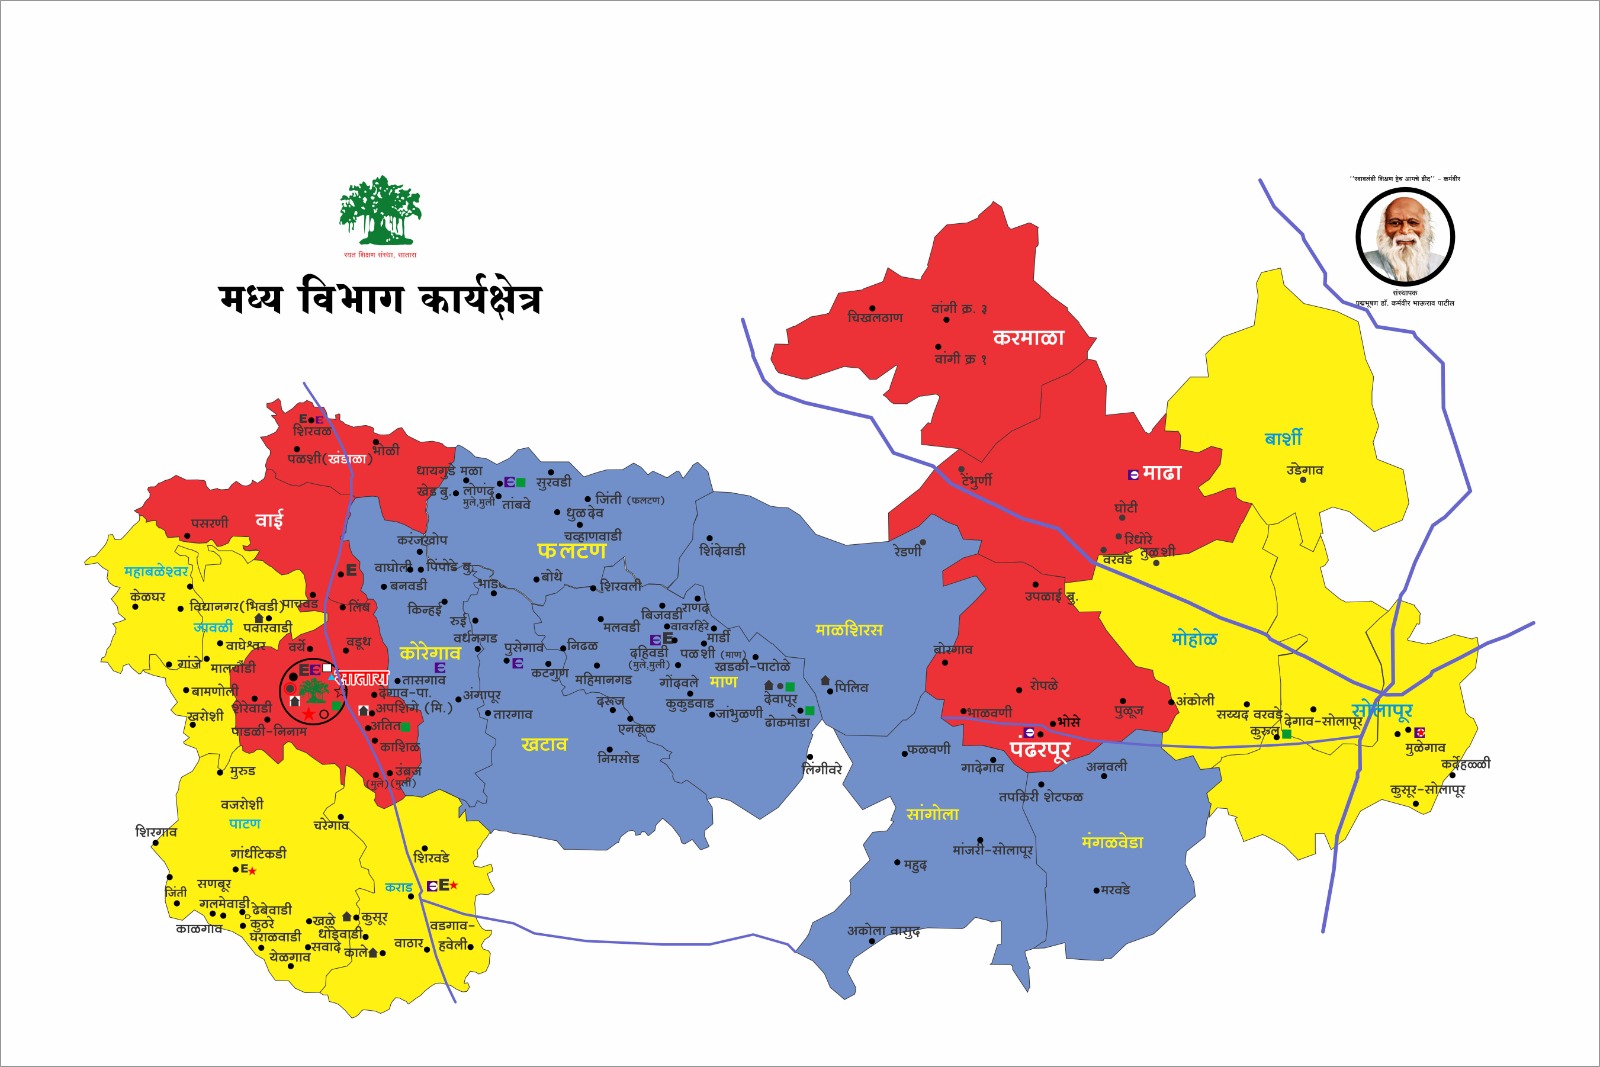 "स्वावलंबी शिक्षण हेच आमचे ब्रीद" - कर्मवीर
रयत शिक्षण संस्था, सातारा
मध्य विभाग कार्यक्षेत्र
संस्थापक
पद्मभूषण डॉ. कर्मवीर भाऊराव पाटील
चिखलठाण
वांगी क्र. ३
करमाळा
वांगी क्र १
बार्शी
उडेगाव
माढा
टेंभुर्णी
घोटी
रिधोरे
वरवडे
तुळशी
E E
शिरवळ
भोळी
पळशी(खंडाळा)
वाई
पसरणी
धायगुडे मळा
खेड बु.
लोणंद
मुले,मुली
तांबवे
सुरवडी
जिंती (फलटण)
धुळदेव
चव्हाणवाडी
फलटण
शिंदेवाडी
रेडणी
करंजखोप
वाघोली
पिंपोडे बु.
बनवडी
किन्हई
बोथे
शिरवली
महाबळेश्वर
केळघर
विद्यानगर(भिवडी)
पाचवड
लिंब
जावळी
पवारवाडी
वाघेश्वर
वर्ये
वडूथ
गांजे
मालचौंडी
बामणोली
शेरेवाडी
खरोशी
पाडळी-निनाम
सातारा
देगाव-पा.
अपशिंगे (मि.)
अतित
काशिळ
उंब्रज
(मुले) (मुली)
रुई
वर्धनगड
कोरेगाव
तासगाव
अंगापूर
तारगाव
पुसेगाव
कटगुण
निढळ
मलवडी
महिमानगड
बिजवडी
राणंद
वावरहिरे
मार्डी
दहिवडी
(मुले,मुली)
पळशी (माण)
खडकी-पाटोळे
गोंदवले
माण
कुकुडवाड
जांभुळणी
देवापूर
ढोकमोडा
दरूज
एनकूळ
निमसोड
खटाव
माळशिरस
पिलिव
लिंगीवरे
उपळाई बु.
बोरगाव
रोपळे
भाळवणी
भोसे
पुळूज
अंकोली
पंढरपूर
मोहोळ
सय्यद वरवडे
देगाव-सोलापूर
कुरुल
सोलापूर
मुळेगाव
कर्देहळ्ळी
कुसूर-सोलापूर
फळवणी
गादेगाव
अनवली
तपकिरी शेटफळ
सांगोला
मांजरी-सोलापूर
महुद
मंगळवेढा
मरवडे
अकोला वासुद
मुरुड
वजरोशी
पाटण
चरेगाव
शिरगाव
गांधीटेकडी
सणबूर
जिंती
गलमेवाडी
काळगाव
ढेबेवाडी
कुठरे
घराळवाडी
येळगाव
खळे
कुसूर
धोंडेवाडी
सवादे
काले
कराड
शिरवडे
वाठार
वडगाव-
हवेली